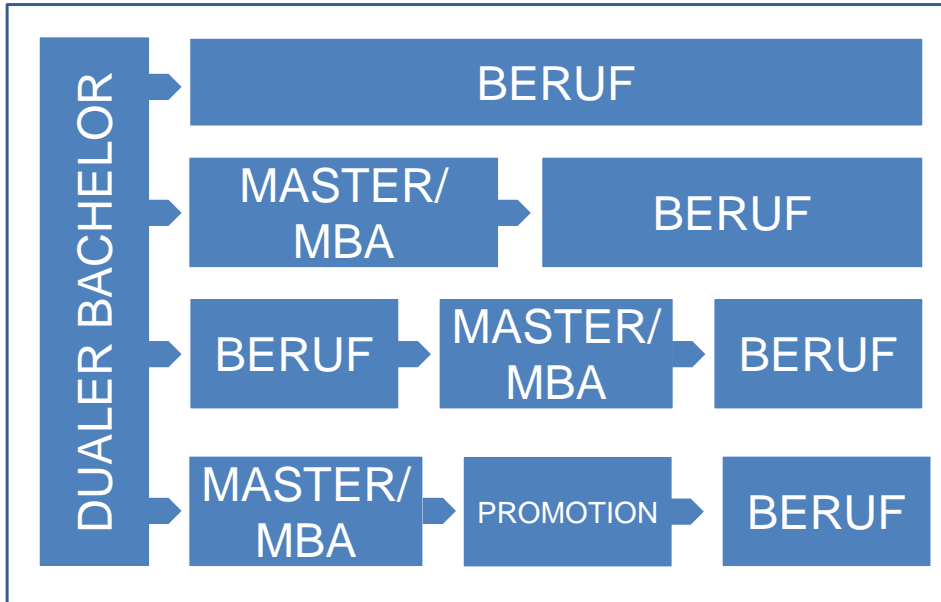 DUALER BACHELOR
BERUF
MASTER/
MBA
BERUF
BERUF
MASTER/
MBA
BERUF
MASTER/
MBA
PROMOTION
BERUF